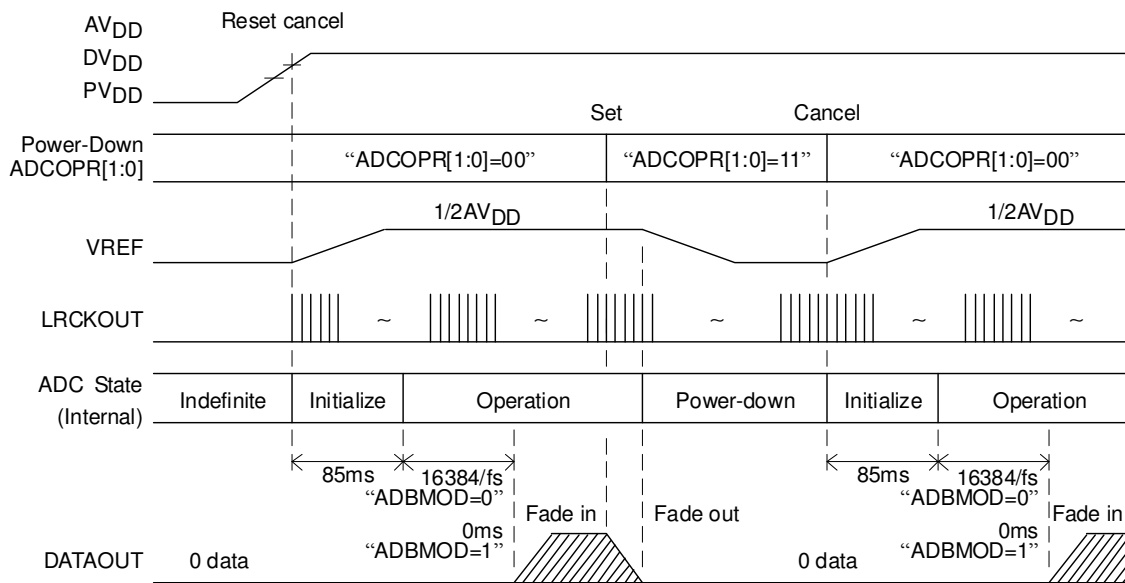 AVDD
Reset cancel
DVDD
PVDD
Set
Cancel
Power-Down
ADCOPR[1:0]
“ADCOPR[1:0]=00”
“ADCOPR[1:0]=11”
“ADCOPR[1:0]=00”
1/2AVDD
1/2AVDD
VREF
LRCKOUT
~
~
~
~
~
ADC State
(Internal)
Indefinite
Initialize
Operation
Power-down
Initialize
Operation
85ms
16384/fs
“ADBMOD=0”
85ms
16384/fs
“ADBMOD=0”
0ms
“ADBMOD=1”
Fade in
Fade out
0ms
“ADBMOD=1”
Fade in
DATAOUT
0 data
0 data